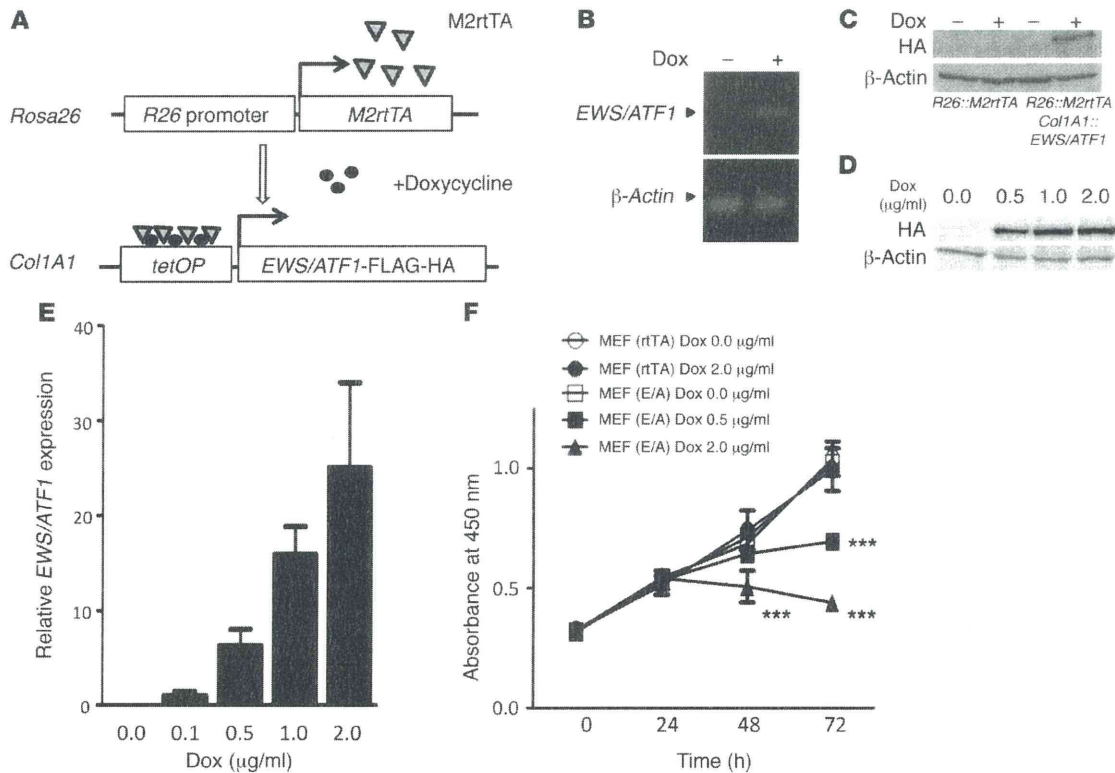 A
M2rtTA
Rosa26
R26 promoter
M2rtTA
+Doxycycline
Col1A1
tetOP
EWS/ATF1-FLAG-HA
B
Dox – +
EWS/ATF1
β-Actin
C
Dox – + – +
HA
β-Actin
R26::M2rtTA R26::M2rtTA
Col1A1::
EWS/ATF1
D
Dox
(μg/ml)
0.0 0.5 1.0 2.0
HA
β-Actin
E
Relative EWS/ATF1 expression
40
30
20
10
0
0.0 0.1 0.5 1.0 2.0
Dox (μg/ml)
F
MEF (rtTA) Dox 0.0 μg/ml
MEF (rtTA) Dox 2.0 μg/ml
MEF (E/A) Dox 0.0 μg/ml
MEF (E/A) Dox 0.5 μg/ml
MEF (E/A) Dox 2.0 μg/ml
Absorbance at 450 nm
1.0
0.5
0.0
***
***
***
0 24 48 72
Time (h)